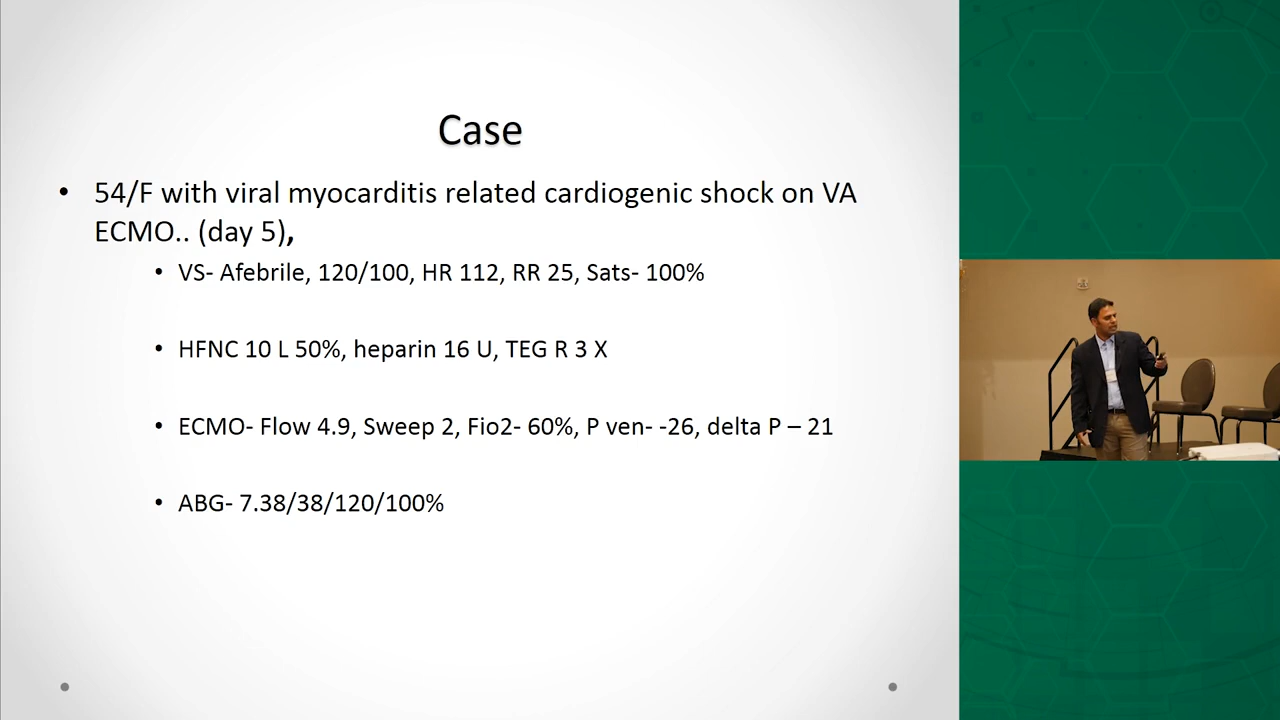 Case
• 54/F with viral myocarditis related cardiogenic shock on VA
ECMO.. (day 5),
• VS- Afebrile, 120/100, HR 112, RR 25, Sats- 100%
• HFNC 10 L 50%, heparin 16 U, TEG R 3 X
• ECMO- Flow 4.9, Sweep 2, Fio2- 60%, P ven- -26, delta P – 21
• ABG- 7.38/38/120/100%